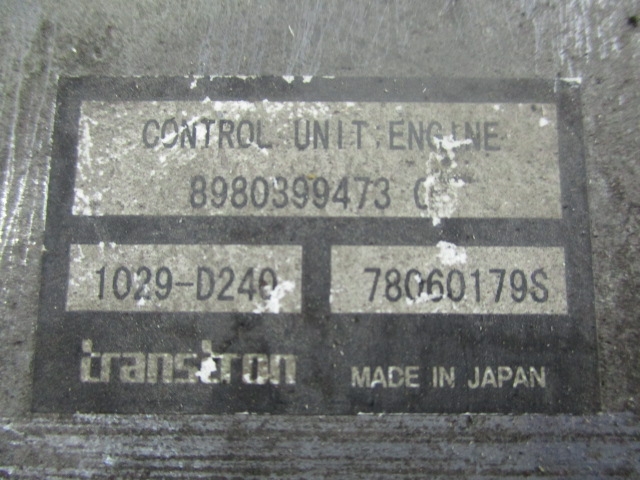 CONTROL UNIT;ENGINE
8980399473
1029-D240
78060179S
transtron
MADE IN JAPAN